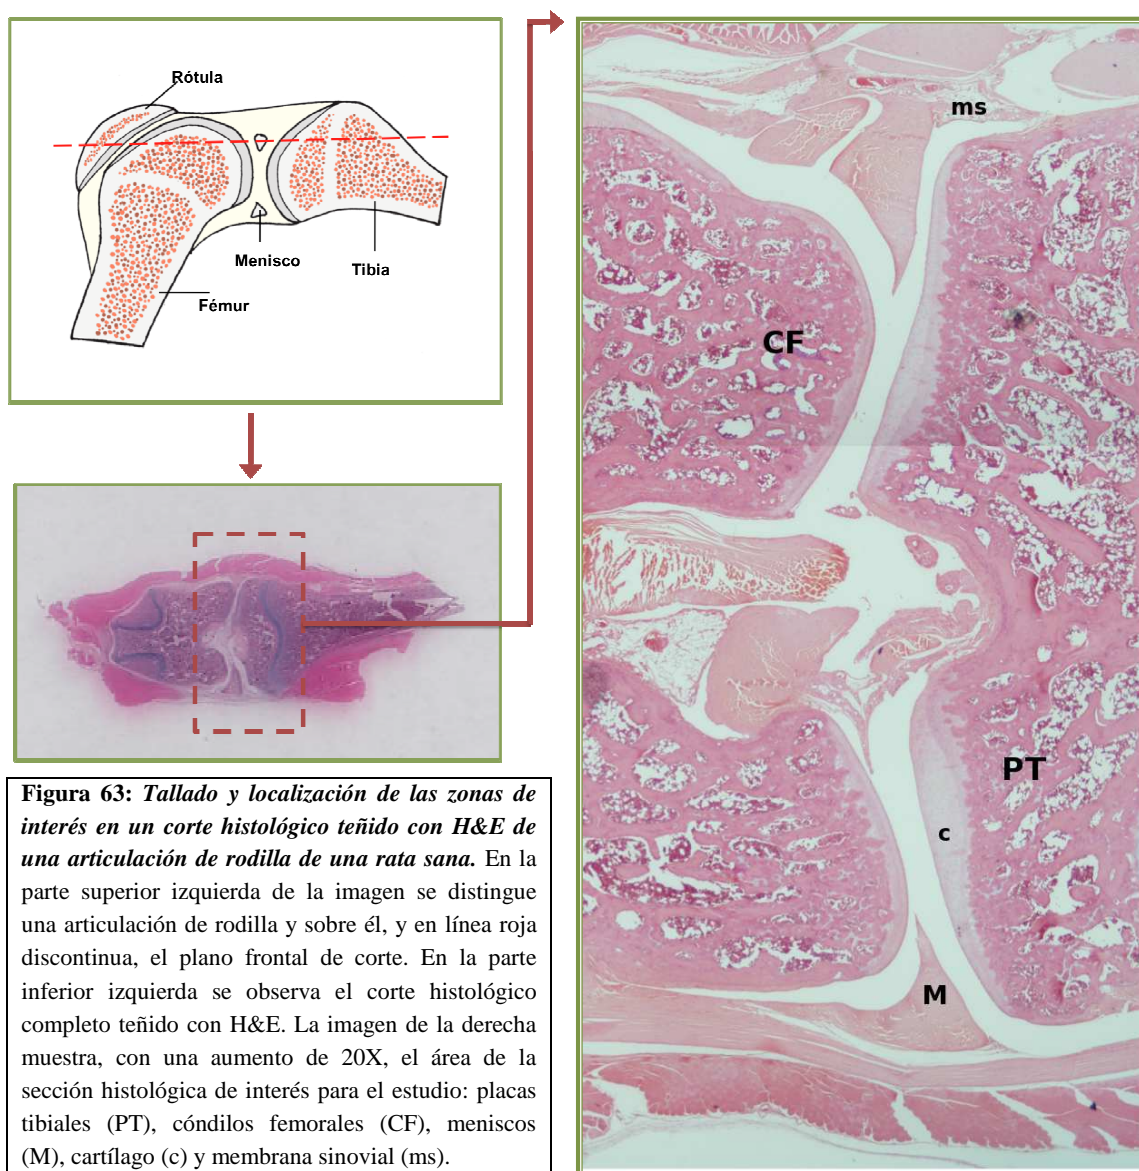 Rótula
Menisco
Tibia
Fémur
ms
CF
PT
c
M
Figura 63: Tallado y localización de las zonas de
interés en un corte histológico teñido con H&E de
una articulación de rodilla de una rata sana. En la
parte superior izquierda de la imagen se distingue
una articulación de rodilla y sobre él, y en línea roja
discontinua, el plano frontal de corte. En la parte
inferior izquierda se observa el corte histológico
completo teñido con H&E. La imagen de la derecha
muestra, con una aumento de 20X, el área de la
sección histológica de interés para el estudio: placas
tibiales (PT), cóndilos femorales (CF), meniscos
(M), cartílago (c) y membrana sinovial (ms).